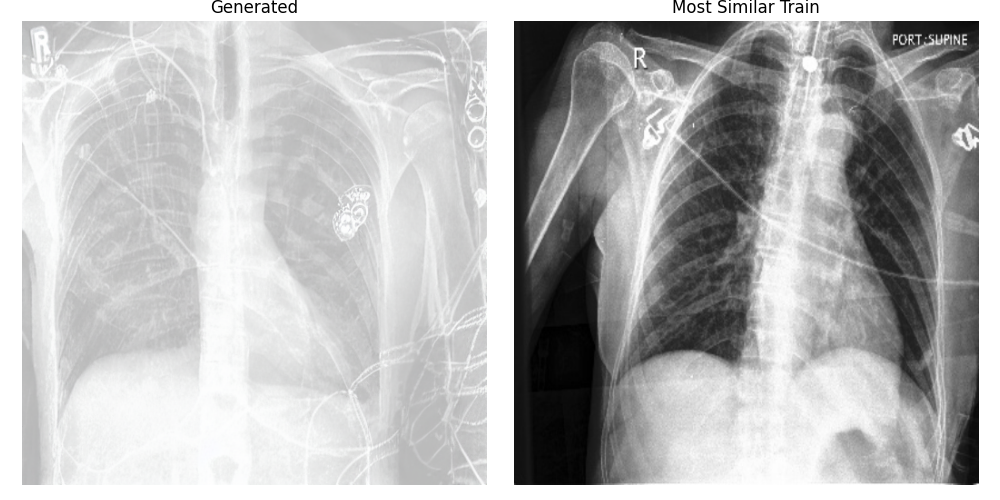 Generated
Most Similar Train
R
R
PORT:SUPINE